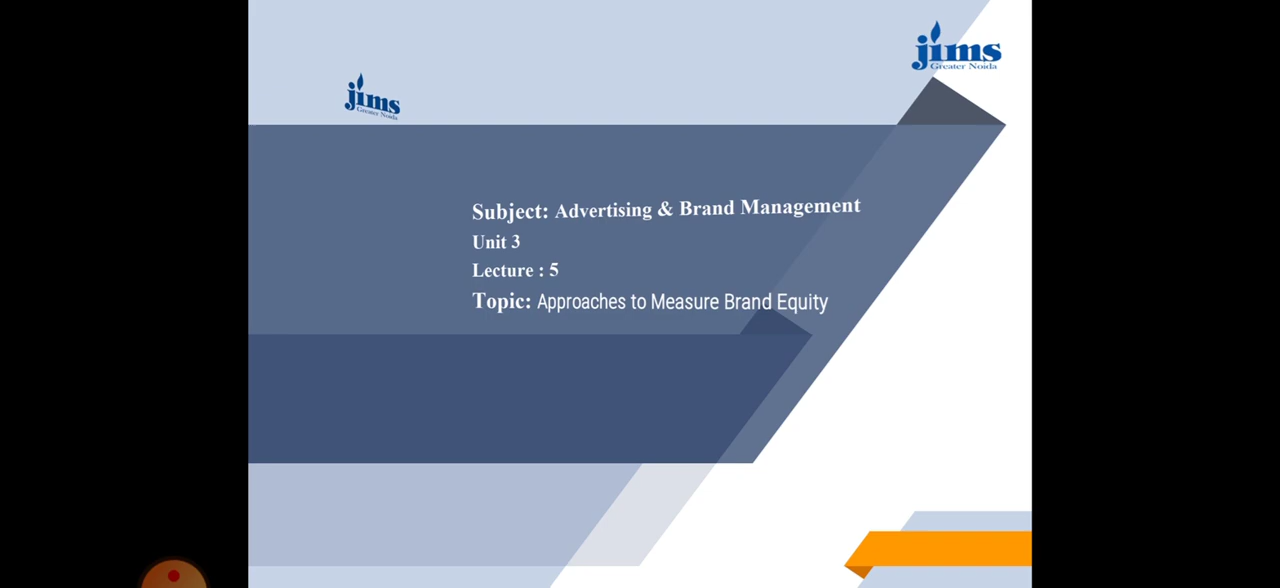 jims
Greater Noida
jims
Greater Noida
Subject: Advertising & Brand Management
Unit 3
Lecture : 5
Topic: Approaches to Measure Brand Equity